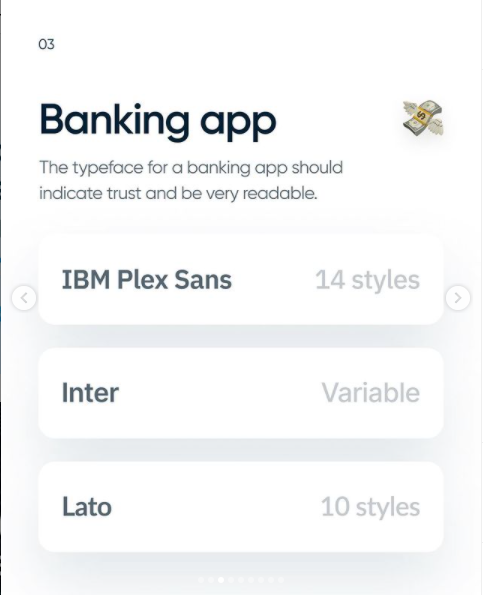 03
Banking app
The typeface for a banking app should
indicate trust and be very readable.
IBM Plex Sans 14 styles
Inter Variable
Lato 10 styles